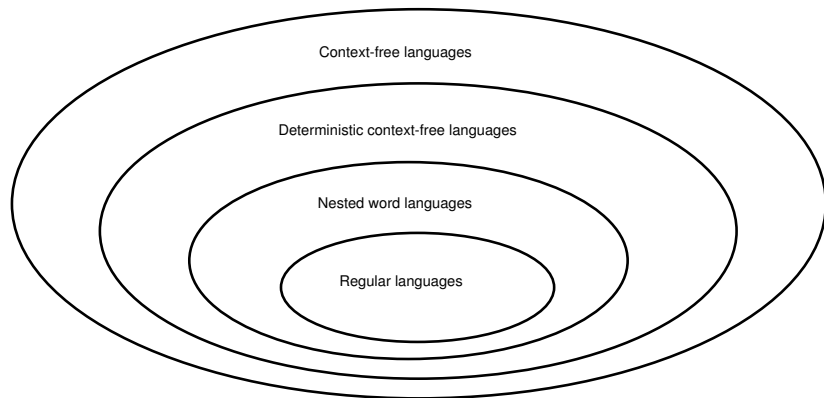 Context-free languages
Deterministic context-free languages
Nested word languages
Regular languages